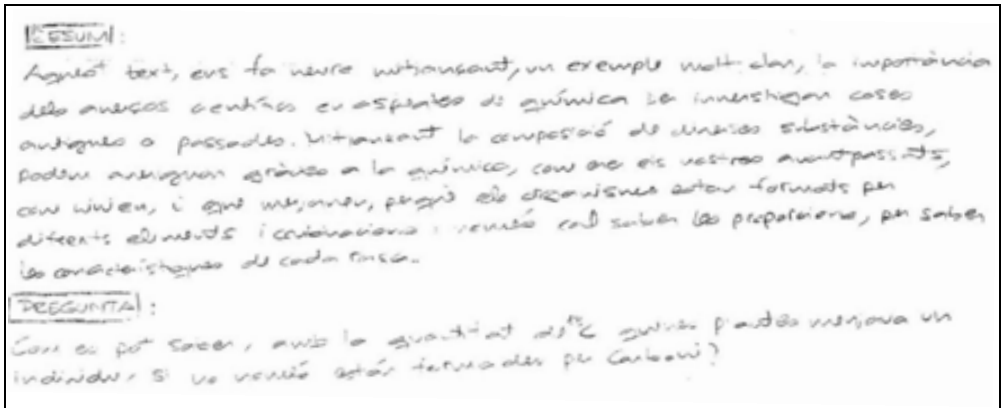 RESUM:
Aquest text, ens fa veure mitjançant, un exemple molt clar, la importància
dels avenços científics en aspectes de química i en investigar coses
antigues o passades. Mitjançant la composició de diverses substàncies,
podem averiguar gràcies a la química, com eren els nostres avantpassats,
com vivien, i què menjaven, perquè els organismes estan formats per
diferents elements i combinacions i només cal saber les proporcions, per saber
les característiques de cada cosa.
PREGUNTA:
Com es pot saber, amb la quantitat de C quines plantes menjava un
individu, si no només están formades per Carboni?